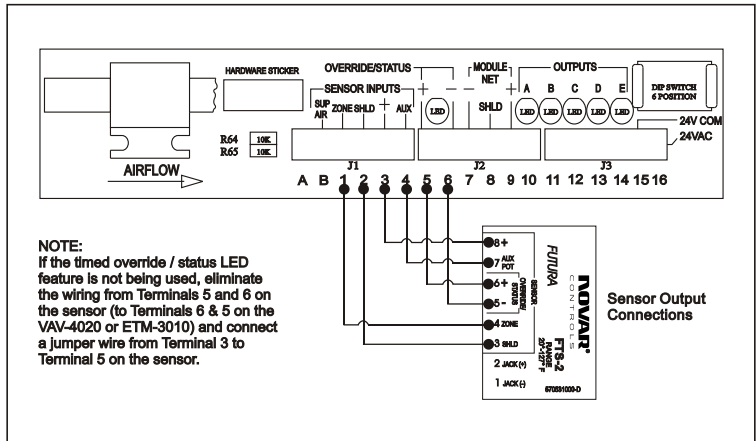 OVERRIDE/STATUS
MODULE NET
OUTPUTS
HARDWARE STICKER
SENSOR INPUTS
+ - - +
A B C D E
DIP SWITCH
6 POSITION
SUP AIR
ZONE
SHLD
+
AUX
LED
SHLD
LED LED LED LED LED
24V COM
24VAC
R64 10K
R65 10K
J1 J2 J3
AIRFLOW
A B 1 2 3 4 5 6 7 8 9 10 11 12 13 14 15 16
NOTE:
If the timed override / status LED
feature is not being used, eliminate
the wiring from Terminals 5 and 6 on
the sensor (to Terminals 6 & 5 on the
VAV-4020 or ETM-3010) and connect
a jumper wire from Terminal 3 to
Terminal 5 on the sensor.
8 +
7 AUX POT
6 +
5 -
OVERRIDE/
STATUS
SENSOR
4 ZONE
3 SHLD
2 JACK (+)
1 JACK (-)
FUTURA
NOVAR®
CONTROLS
FTS-2
RANGE
20°-127° F
670531000-D
Sensor Output
Connections